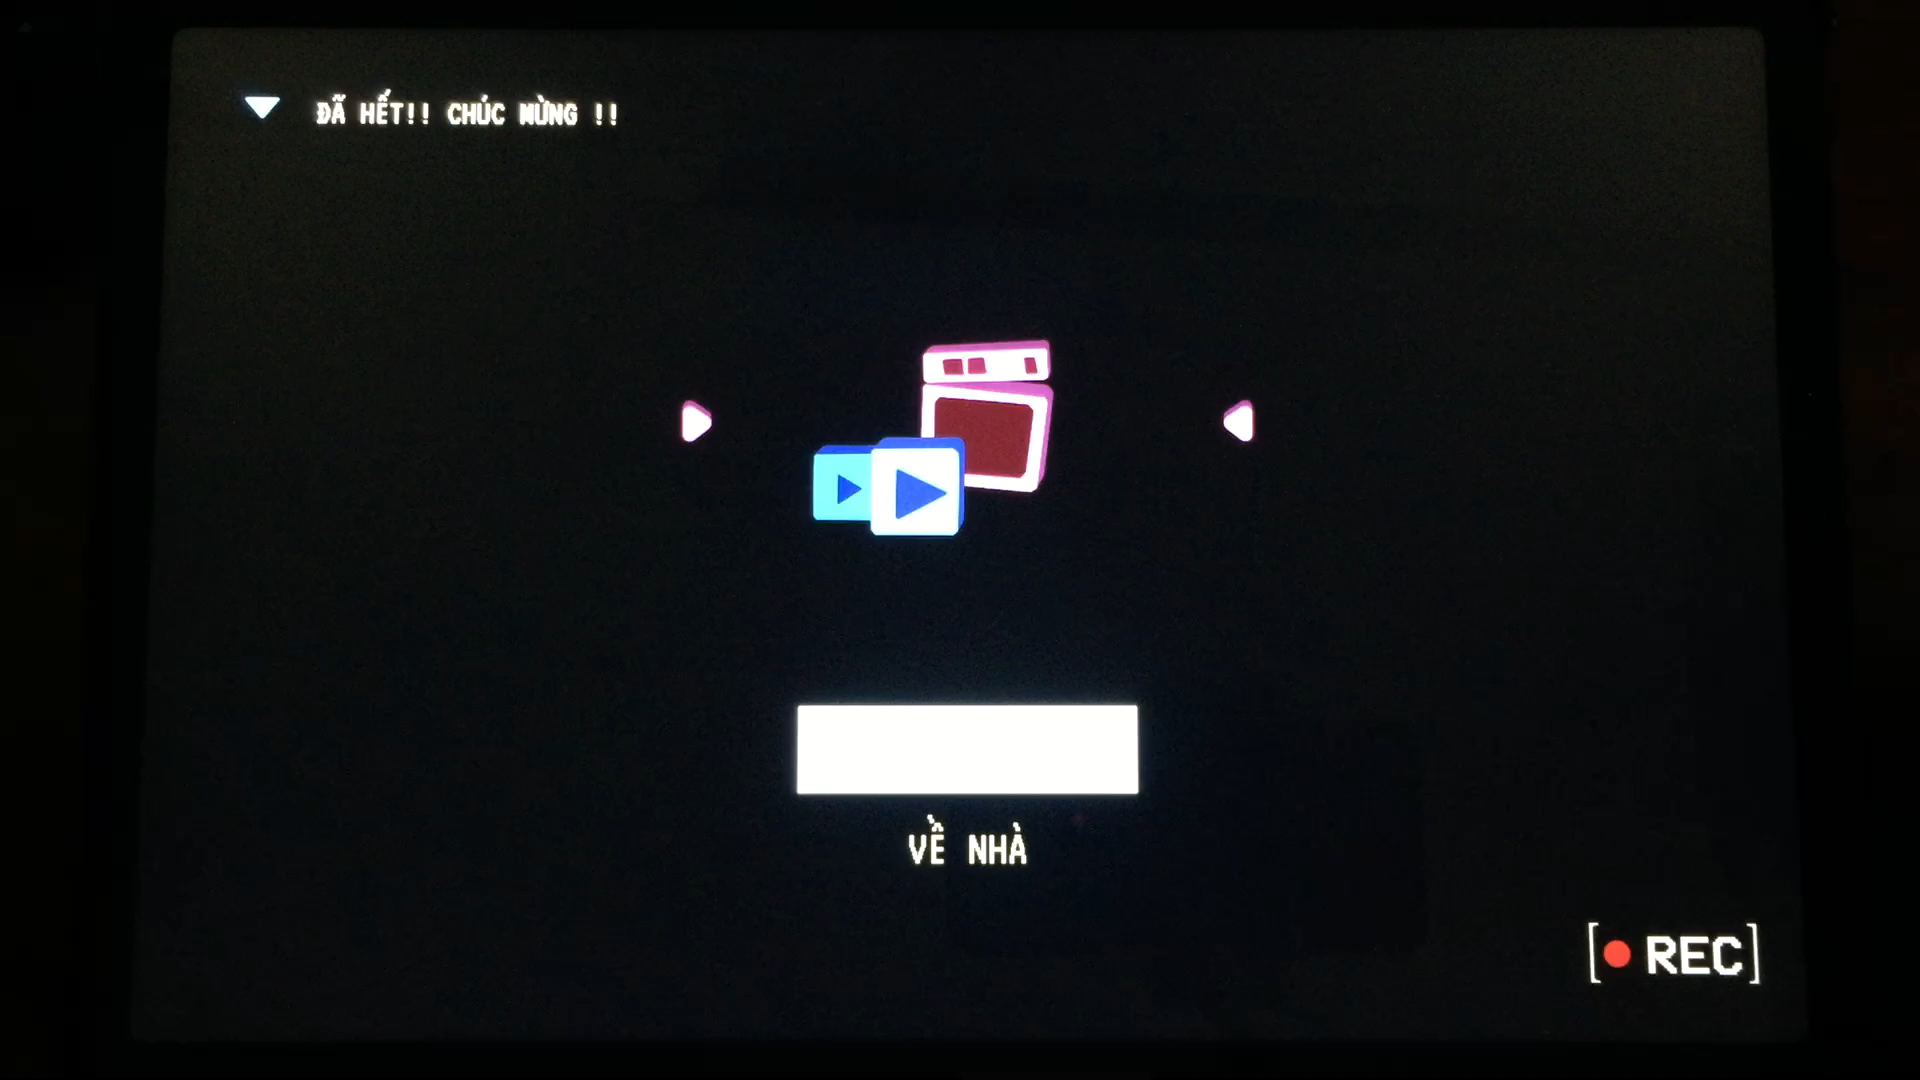 ĐÃ HẾT!! CHÚC MỪNG !!
VỀ NHÀ
[● REC]